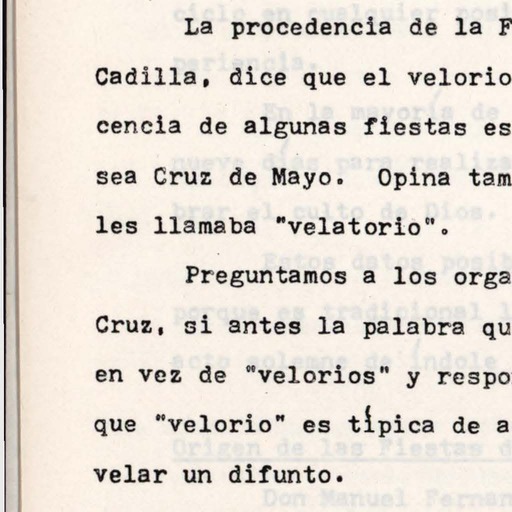 La procedencia de la F
Cadilla, dice que el velorio
cencia de algunas fiestas es
sea Cruz de Mayo. Opina tam
les llamaba "velatorio".
Preguntamos a los orga
Cruz, si antes la palabra qu
en vez de "velorios" y respo
que "velorio" es típica de a
velar un difunto.